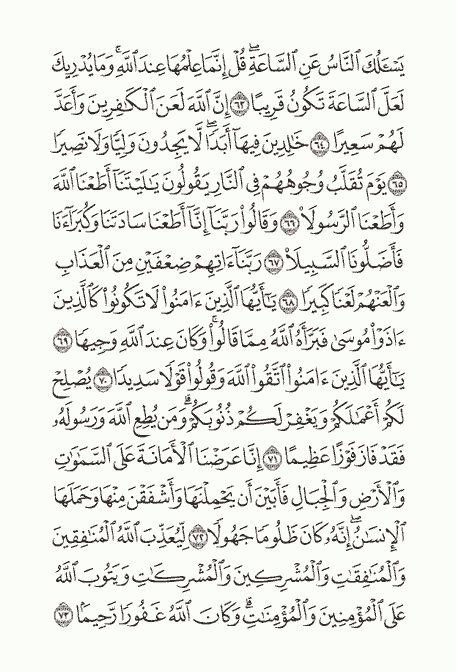 يَسْـَٔلُكَ ٱلنَّاسُ عَنِ ٱلسَّاعَةِۖ قُلْ إِنَّمَا عِلْمُهَا عِندَ ٱللَّهِۚ وَمَا يُدْرِيكَ
لَعَلَّ ٱلسَّاعَةَ تَكُونُ قَرِيبًا ٦٣ إِنَّ ٱللَّهَ لَعَنَ ٱلْكَٰفِرِينَ وَأَعَدَّ
لَهُمْ سَعِيرًا ٦٤ خَٰلِدِينَ فِيهَآ أَبَدًاۖ لَّا يَجِدُونَ وَلِيًّا وَلَا نَصِيرًا
٦٥ يَوْمَ تُقَلَّبُ وُجُوهُهُمْ فِى ٱلنَّارِ يَقُولُونَ يَٰلَيْتَنَآ أَطَعْنَا ٱللَّهَ
وَأَطَعْنَا ٱلرَّسُولَا۠ ٦٦ وَقَالُوا۟ رَبَّنَآ إِنَّآ أَطَعْنَا سَادَتَنَا وَكُبَرَآءَنَا
فَأَضَلُّونَا ٱلسَّبِيلَا۠ ٦٧ رَبَّنَآ ءَاتِهِمْ ضِعْفَيْنِ مِنَ ٱلْعَذَابِ
وَٱلْعَنْهُمْ لَعْنًا كَبِيرًا ٦٨ يَٰٓأَيُّهَا ٱلَّذِينَ ءَامَنُوا۟ لَا تَكُونُوا۟ كَٱلَّذِينَ
ءَاذَوْا۟ مُوسَىٰ فَبَرَّأَهُ ٱللَّهُ مِمَّا قَالُوا۟ۚ وَكَانَ عِندَ ٱللَّهِ وَجِيهًا ٦٩
يَٰٓأَيُّهَا ٱلَّذِينَ ءَامَنُوا۟ ٱتَّقُوا۟ ٱللَّهَ وَقُولُوا۟ قَوْلًا سَدِيدًا ٧٠ يُصْلِحْ
لَكُمْ أَعْمَٰلَكُمْ وَيَغْفِرْ لَكُمْ ذُنُوبَكُمْۗ وَمَن يُطِعِ ٱللَّهَ وَرَسُولَهُۥ
فَقَدْ فَازَ فَوْزًا عَظِيمًا ٧١ إِنَّا عَرَضْنَا ٱلْأَمَانَةَ عَلَى ٱلسَّمَٰوَٰتِ
وَٱلْأَرْضِ وَٱلْجِبَالِ فَأَبَيْنَ أَن يَحْمِلْنَهَا وَأَشْفَقْنَ مِنْهَا وَحَمَلَهَا
ٱلْإِنسَٰنُۖ إِنَّهُۥ كَانَ ظَلُومًا جَهُولًا ٧٢ لِّيُعَذِّبَ ٱللَّهُ ٱلْمُنَٰفِقِينَ
وَٱلْمُنَٰفِقَٰتِ وَٱلْمُشْرِكِينَ وَٱلْمُشْرِكَٰتِ وَيَتُوبَ ٱللَّهُ
عَلَى ٱلْمُؤْمِنِينَ وَٱلْمُؤْمِنَٰتِۗ وَكَانَ ٱللَّهُ غَفُورًا رَّحِيمًۢا ٧٣